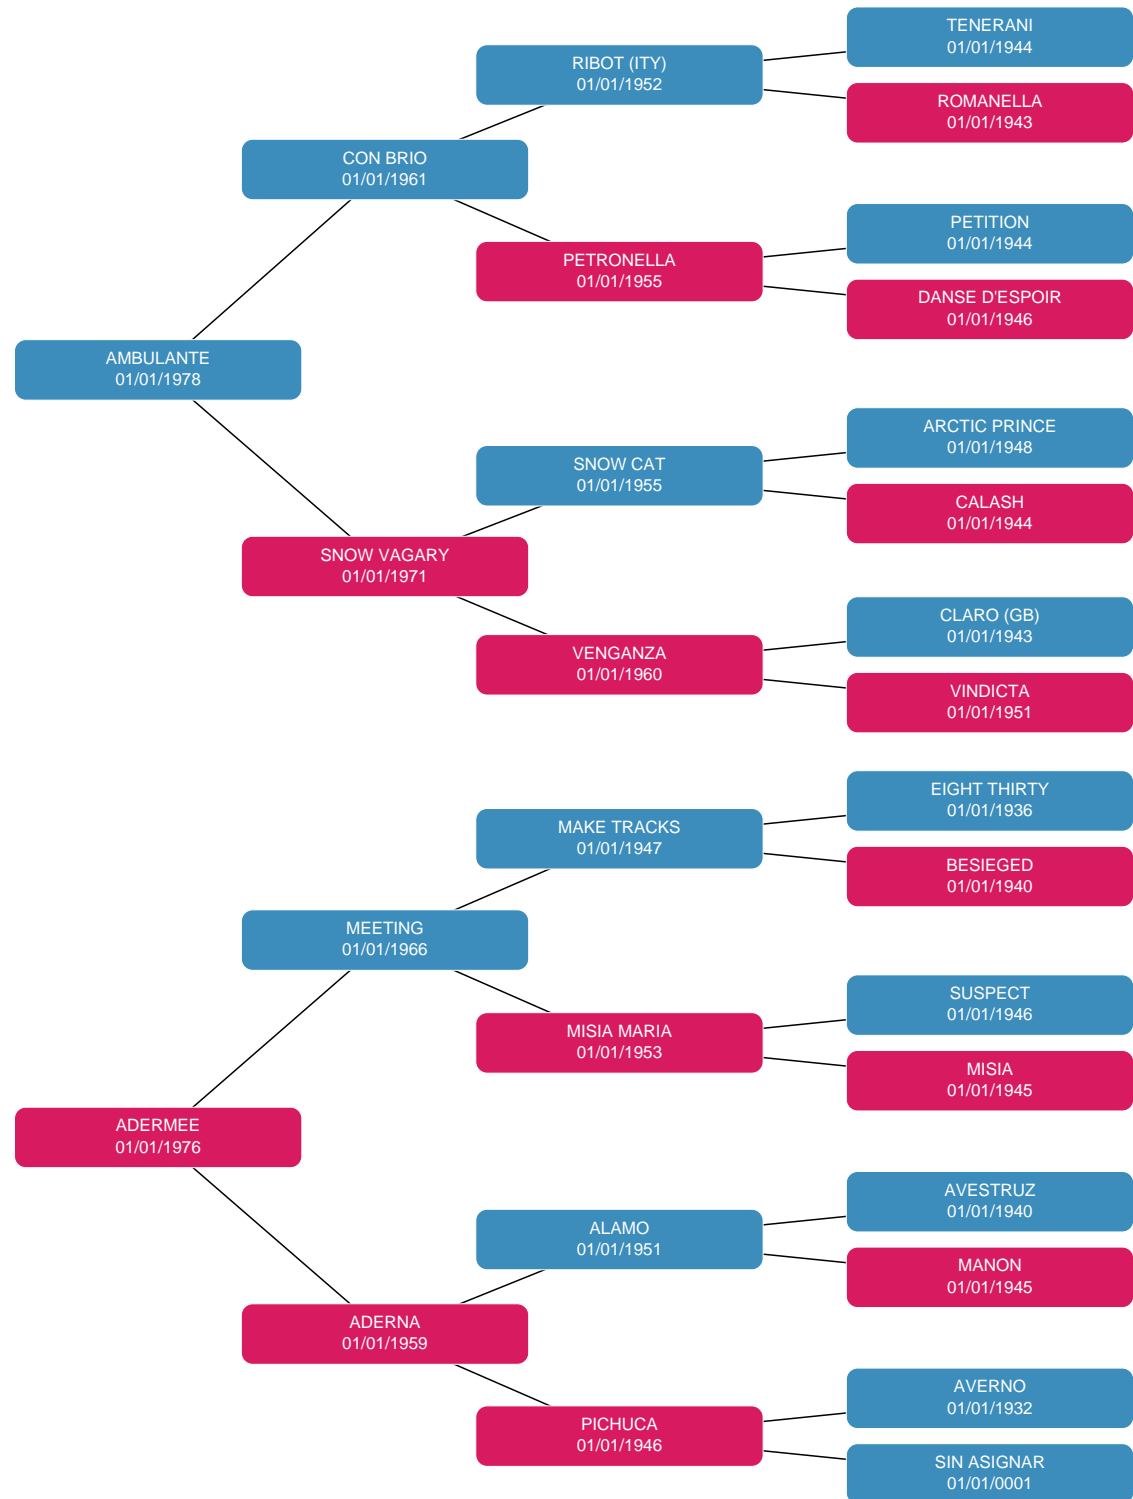 TENERANI
01/01/1944
RIBOT (ITY)
01/01/1952
ROMANELLA
01/01/1943
CON BRIO
01/01/1961
PETITION
01/01/1944
PETRONELLA
01/01/1955
DANSE D'ESPOIR
01/01/1946
AMBULANTE
01/01/1978
ARCTIC PRINCE
01/01/1948
SNOW CAT
01/01/1955
CALASH
01/01/1944
SNOW VAGARY
01/01/1971
CLARO (GB)
01/01/1943
VENGANZA
01/01/1960
VINDICTA
01/01/1951
EIGHT THIRTY
01/01/1936
MAKE TRACKS
01/01/1947
BESIEGED
01/01/1940
MEETING
01/01/1966
SUSPECT
01/01/1946
MISIA MARIA
01/01/1953
MISIA
01/01/1945
ADERMEE
01/01/1976
AVESTRUZ
01/01/1940
ALAMO
01/01/1951
MANON
01/01/1945
ADERNA
01/01/1959
AVERNO
01/01/1932
PICHUCA
01/01/1946
SIN ASIGNAR
01/01/0001